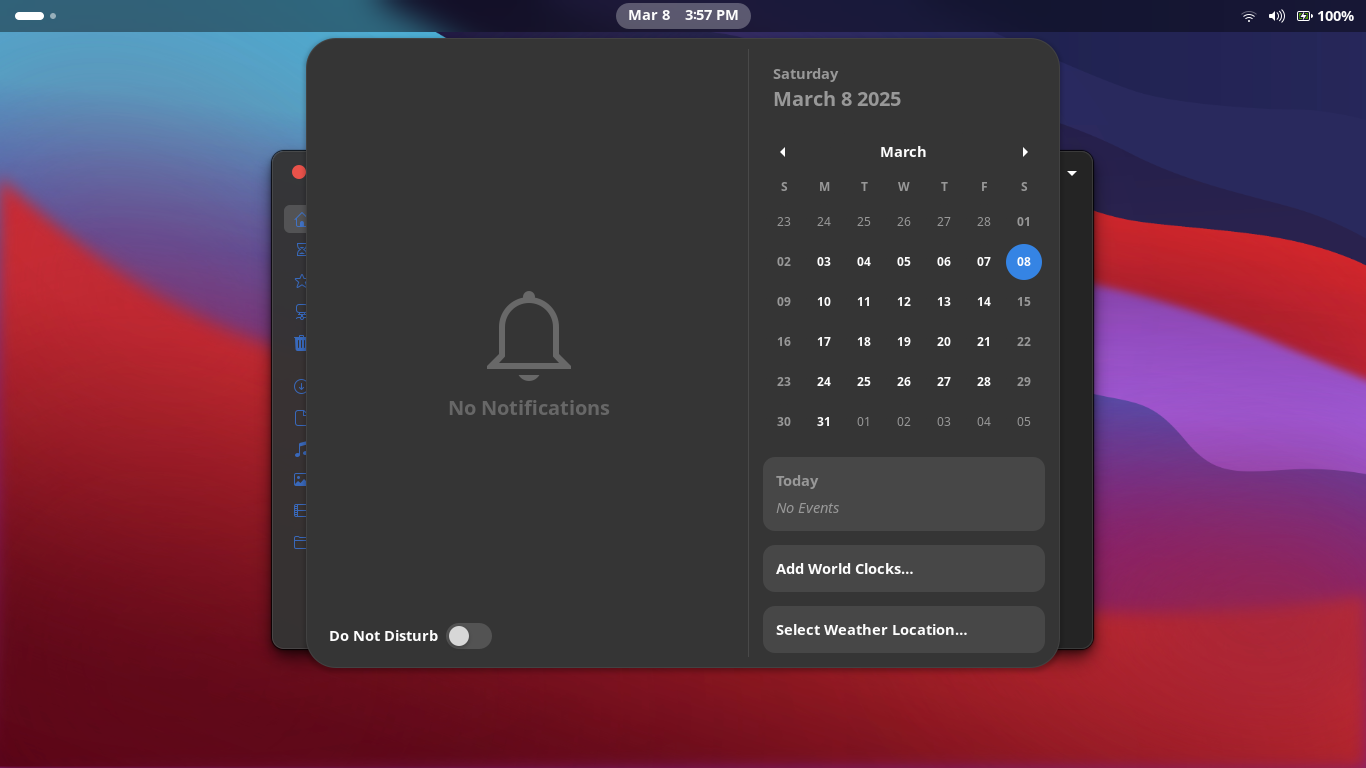 Mar 8 3:57 PM
100%
No Notifications
Do Not Disturb
Saturday
March 8 2025
March
S M T W T F S
23 24 25 26 27 28 01
02 03 04 05 06 07 08
09 10 11 12 13 14 15
16 17 18 19 20 21 22
23 24 25 26 27 28 29
30 31 01 02 03 04 05
Today
No Events
Add World Clocks...
Select Weather Location...